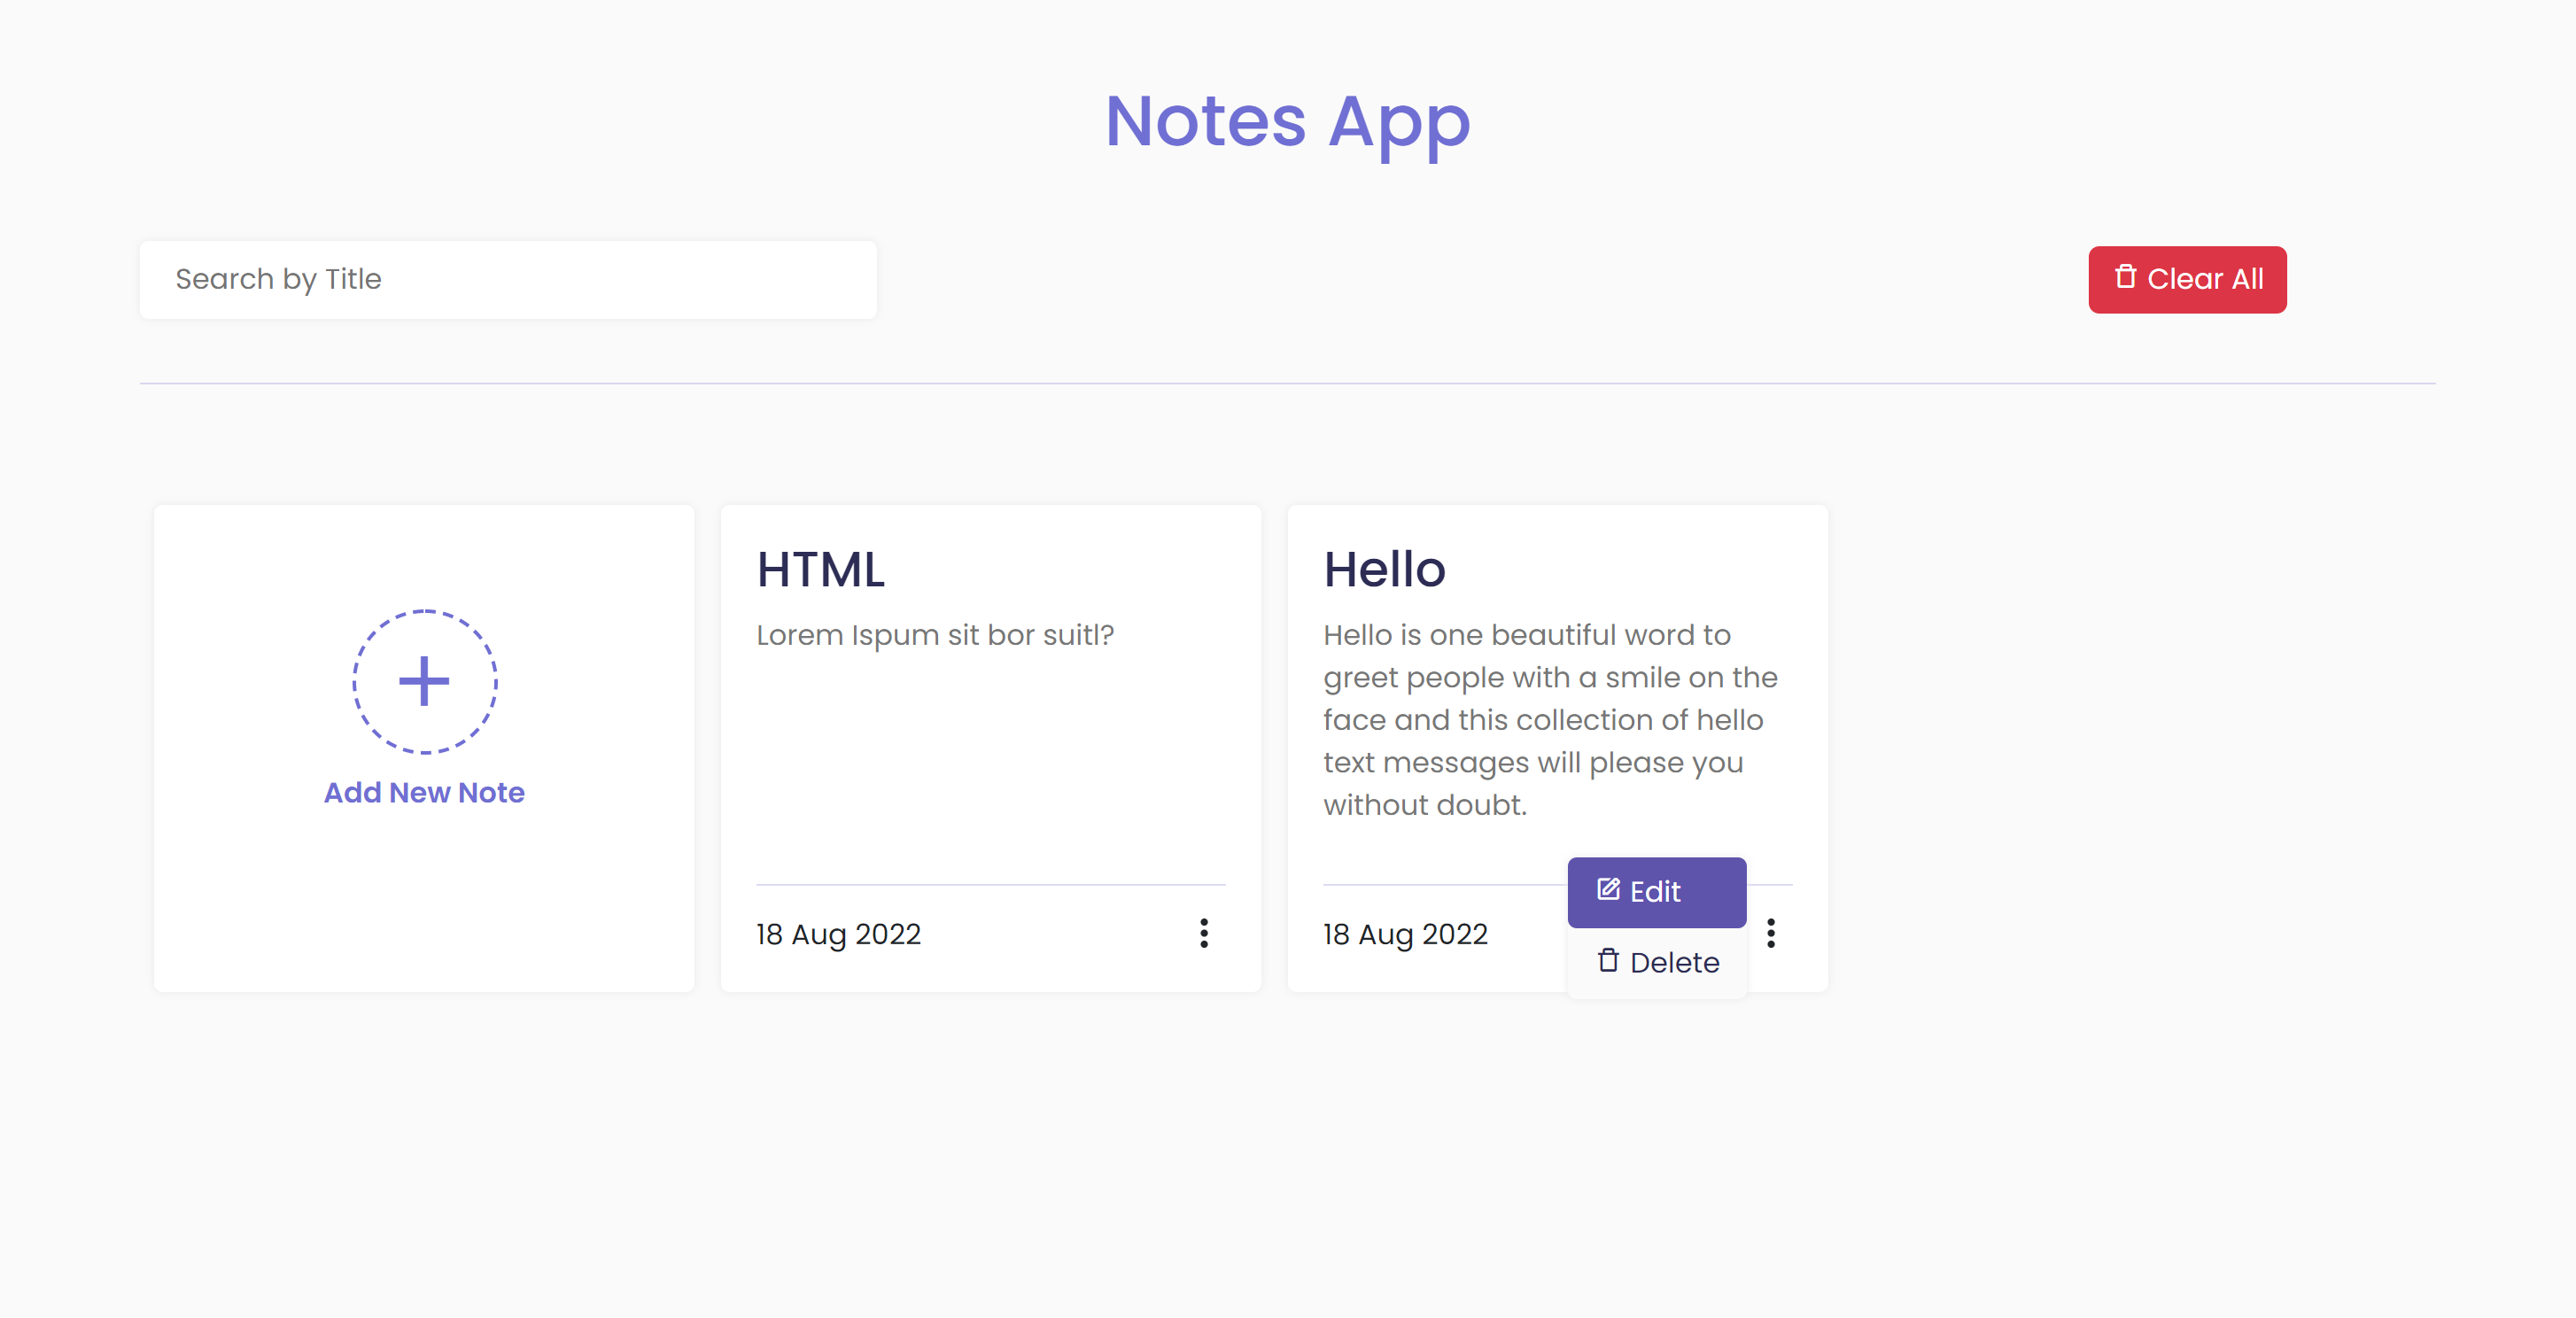 Notes App
Search by Title
Clear All
Add New Note
HTML
Lorem Ispum sit bor suitl?
18 Aug 2022
Hello
Hello is one beautiful word to
greet people with a smile on the
face and this collection of hello
text messages will please you
without doubt.
18 Aug 2022
Edit
Delete